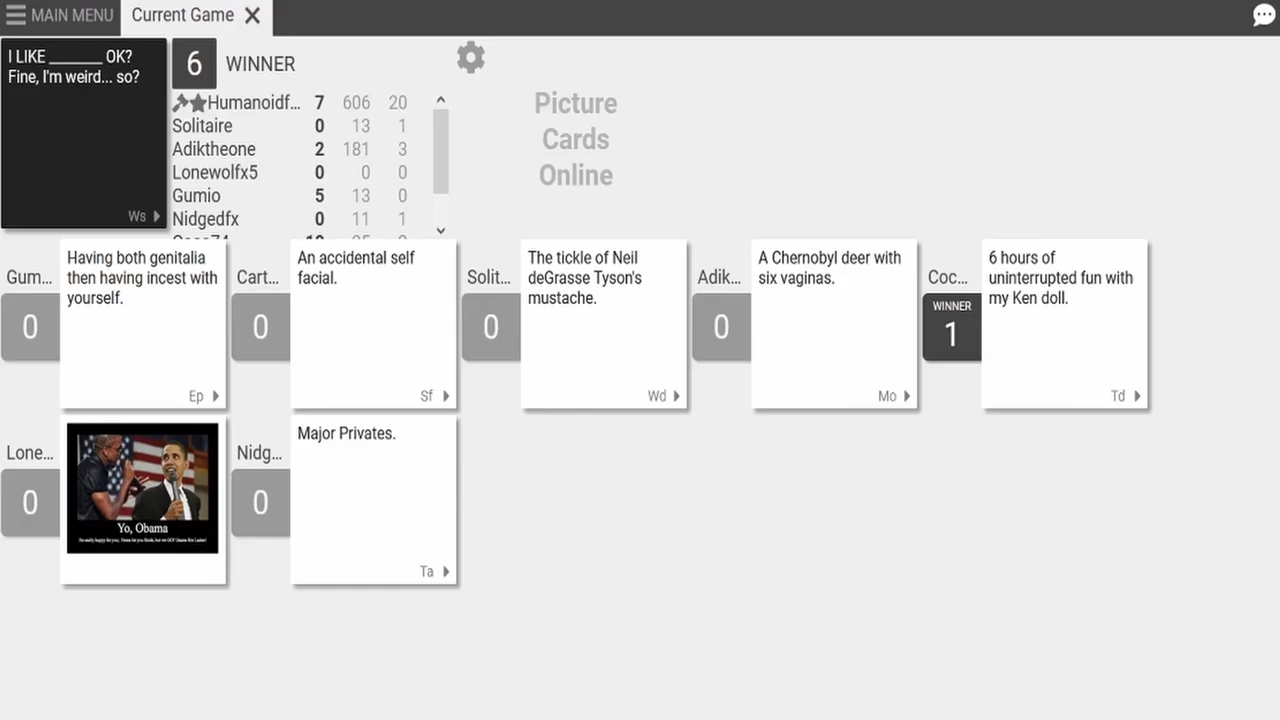 MAIN MENU
Current Game
I LIKE _______ OK?
Fine, I'm weird... so?
Ws
6 WINNER
Humanoidf... 7 606 20
Solitaire 0 13 1
Adiktheone 2 181 3
Lonewolfx5 0 0 0
Gumio 5 13 0
Nidgedfx 0 11 1
Picture
Cards
Online
Gum...
0
Having both genitalia
then having incest with
yourself.
Ep
Cart...
0
An accidental self
facial.
Sf
Solit...
0
The tickle of Neil
deGrasse Tyson's
mustache.
Wd
Adik...
0
A Chernobyl deer with
six vaginas.
Mo
Coc...
WINNER
1
6 hours of
uninterrupted fun with
my Ken doll.
Td
Lone...
0
Yo, Obama
Nidg...
0
Major Privates.
Ta